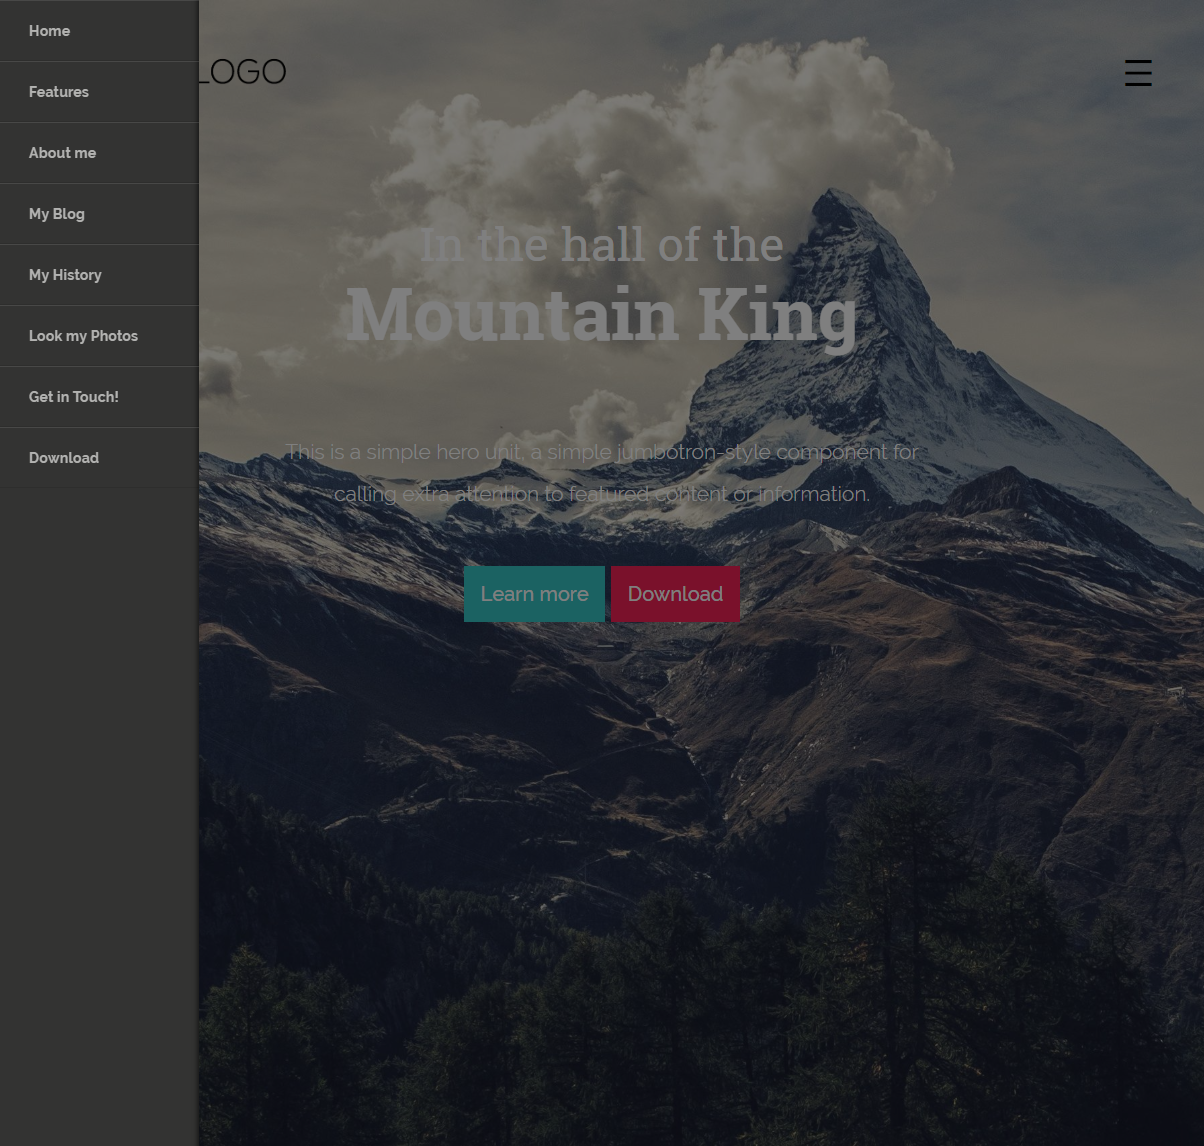 Home
Features
About me
My Blog
My History
Look my Photos
Get in Touch!
Download
LOGO
In the hall of the
Mountain King
This is a simple hero unit, a simple jumbotron-style component for
calling extra attention to featured content or information.
Learn more
Download